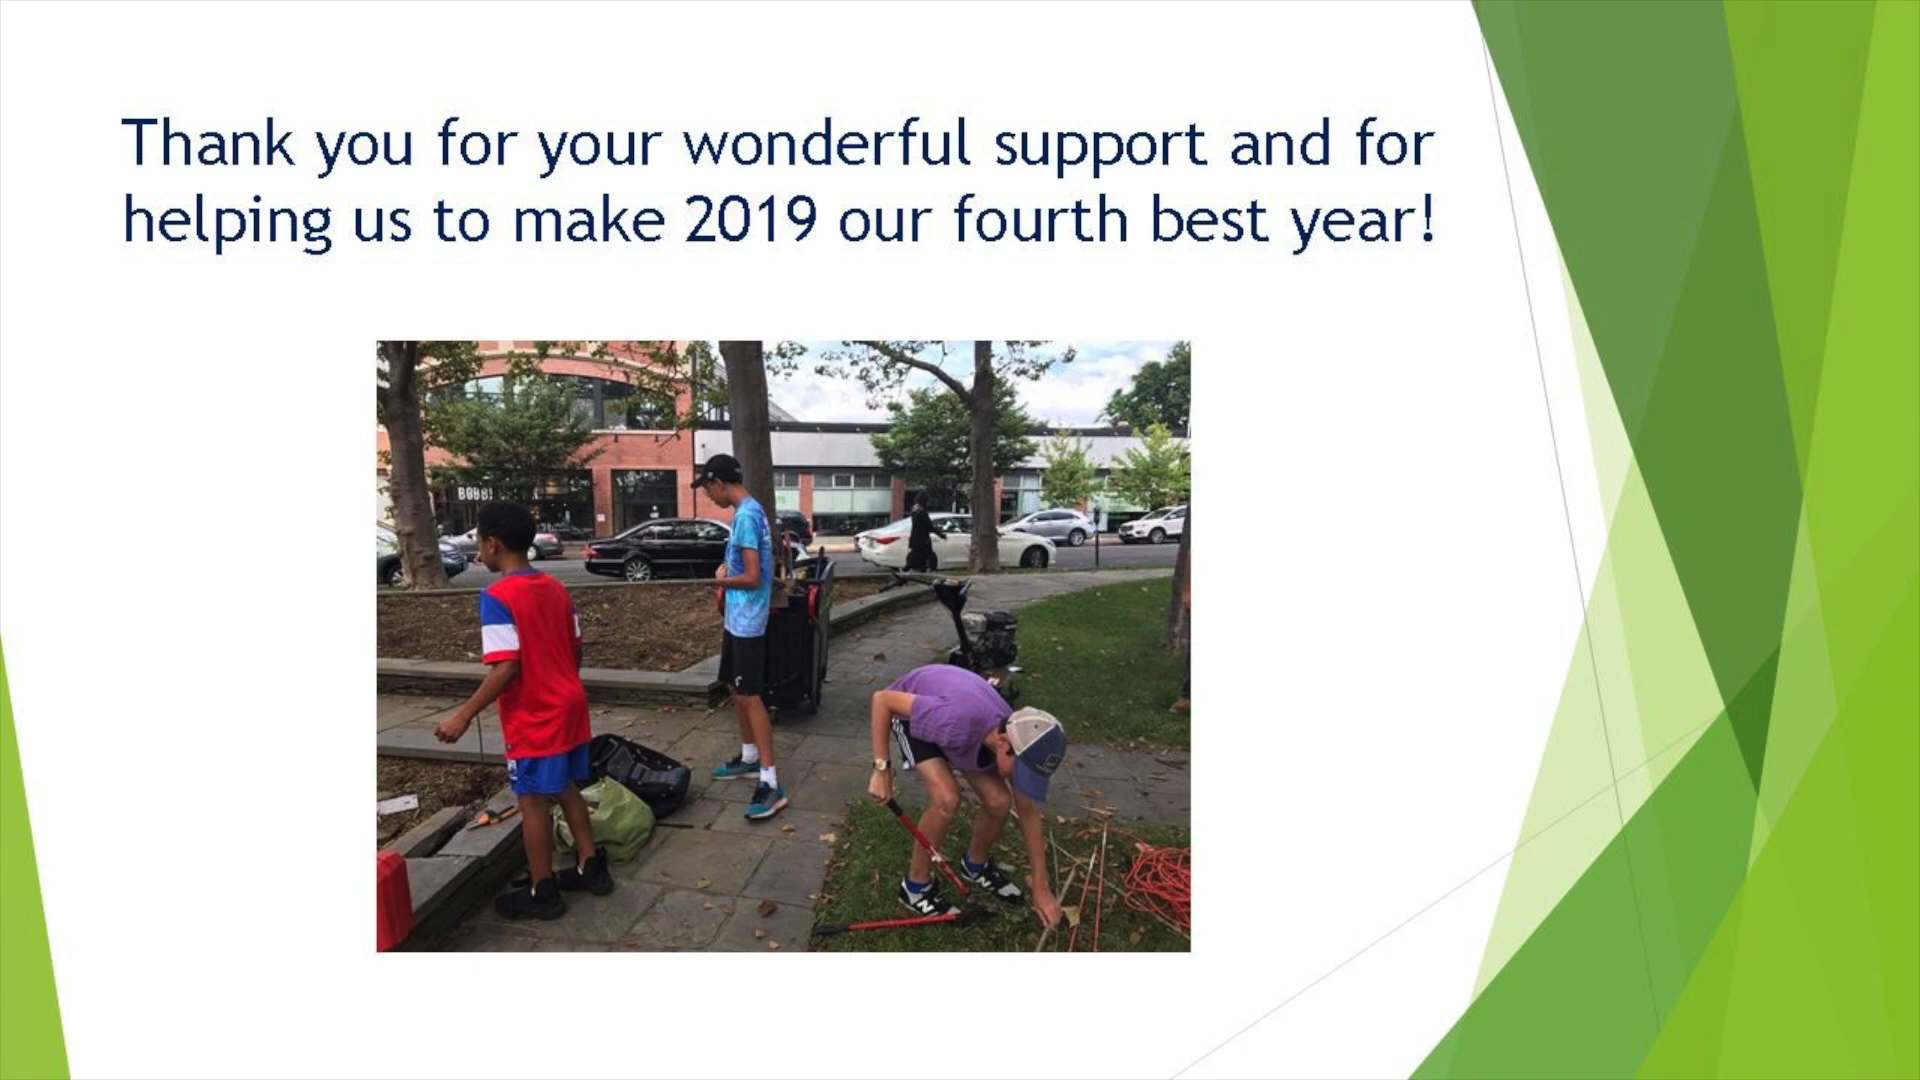 Thank you for your wonderful support and for
helping us to make 2019 our fourth best year!